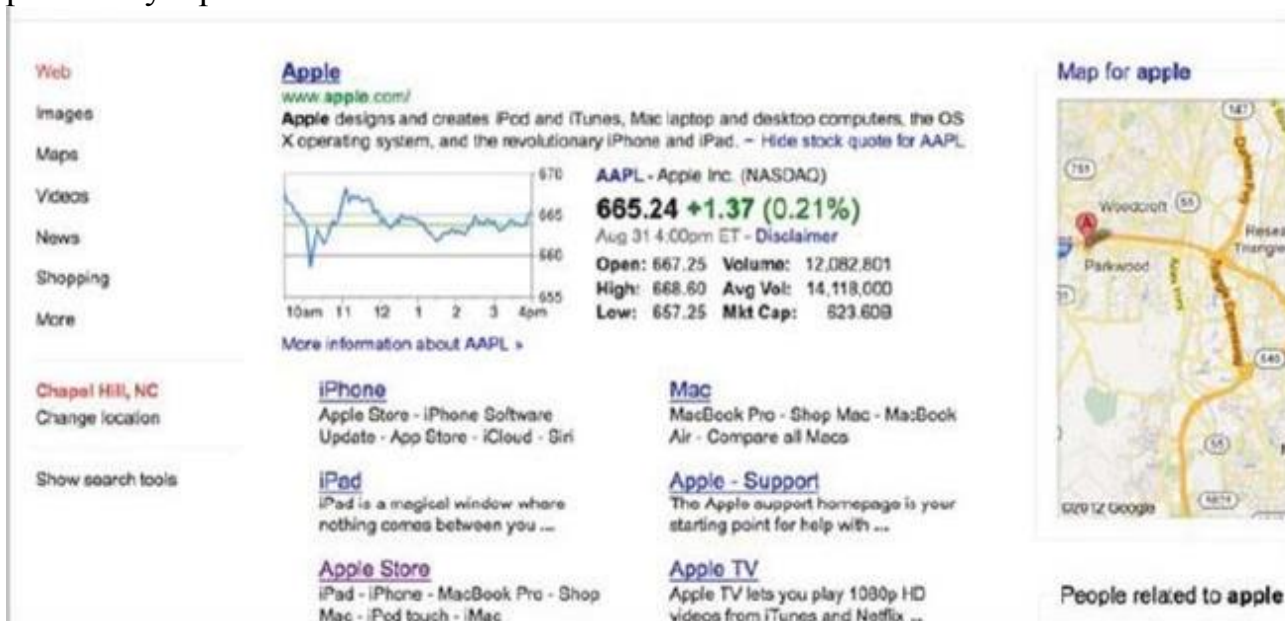 Web
Images
Maps
Videos
News
Shopping
More
Chapel Hill, NC
Change location
Show search tools
Apple
www.apple.com/
Apple designs and creates iPod and iTunes, Mac laptop and desktop computers, the OS
X operating system, and the revolutionary iPhone and iPad. – Hide stock quote for AAPL
670
665
660
655
10am 11 12 1 2 3 4pm
AAPL - Apple Inc. (NASDAQ)
665.24 +1.37 (0.21%)
Aug 31 4:00pm ET - Disclaimer
Open: 667.25 Volume: 12,082,801
High: 668.60 Avg Vol: 14,118,000
Low: 657.25 Mkt Cap: 623.60B
More information about AAPL »
iPhone
Apple Store - iPhone Software
Update - App Store - iCloud - Siri
iPad
iPad is a magical window where
nothing comes between you ...
Apple Store
iPad - iPhone - MacBook Pro - Shop
Mac - iPod touch - iMac
Mac
MacBook Pro - Shop Mac - MacBook
Air - Compare all Macs
Apple - Support
The Apple support homepage is your
starting point for help with ...
Apple TV
Apple TV lets you play 1080p HD
videos from iTunes and Netflix ...
Map for apple
147
751
Woodcroft 55
Parkwood
Triangle
540
55
©2012 Google
People related to apple